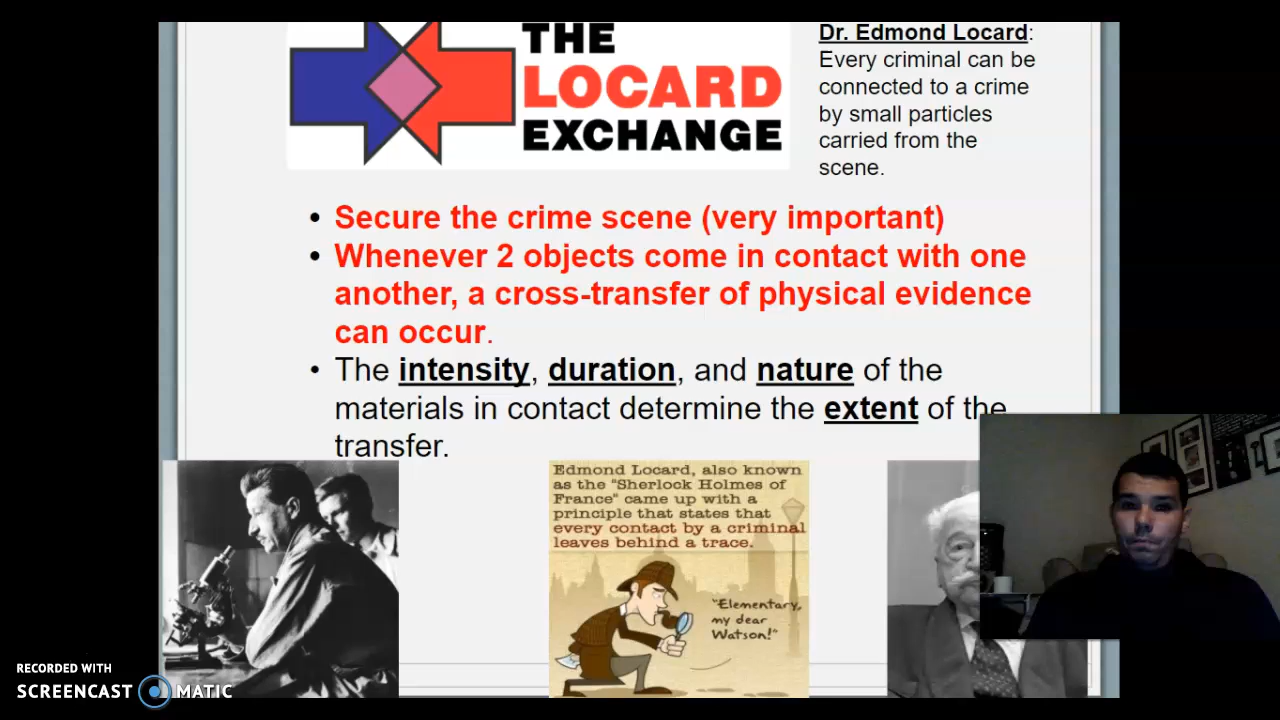 THE
LOCARD
EXCHANGE
Dr. Edmond Locard:
Every criminal can be
connected to a crime
by small particles
carried from the
scene.
• Secure the crime scene (very important)
• Whenever 2 objects come in contact with one
another, a cross-transfer of physical evidence
can occur.
• The intensity, duration, and nature of the
materials in contact determine the extent of the
transfer.
Edmond Locard, also known
as the "Sherlock Holmes of
France" came up with a
principle that states that
every contact by a criminal
leaves behind a trace.
"Elementary,
my dear
Watson!"
RECORDED WITH
SCREENCAST MATIC